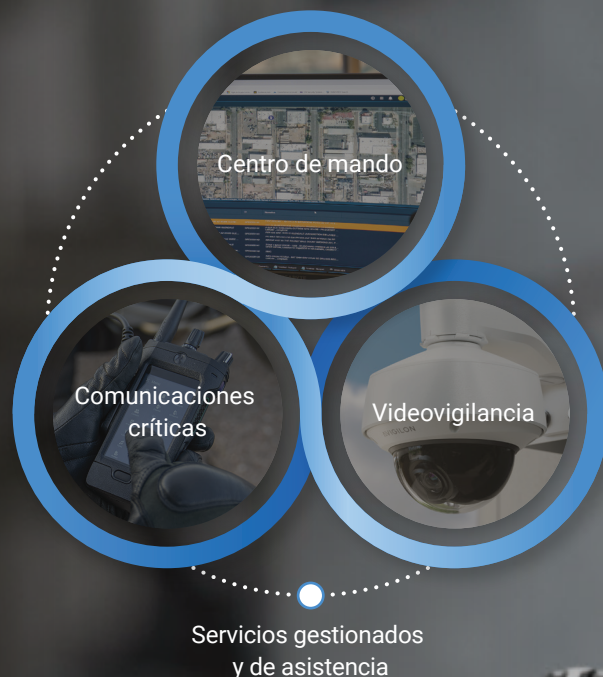 Centro de mando
Comunicaciones
críticas
Videovigilancia
Servicios gestionados
y de asistencia